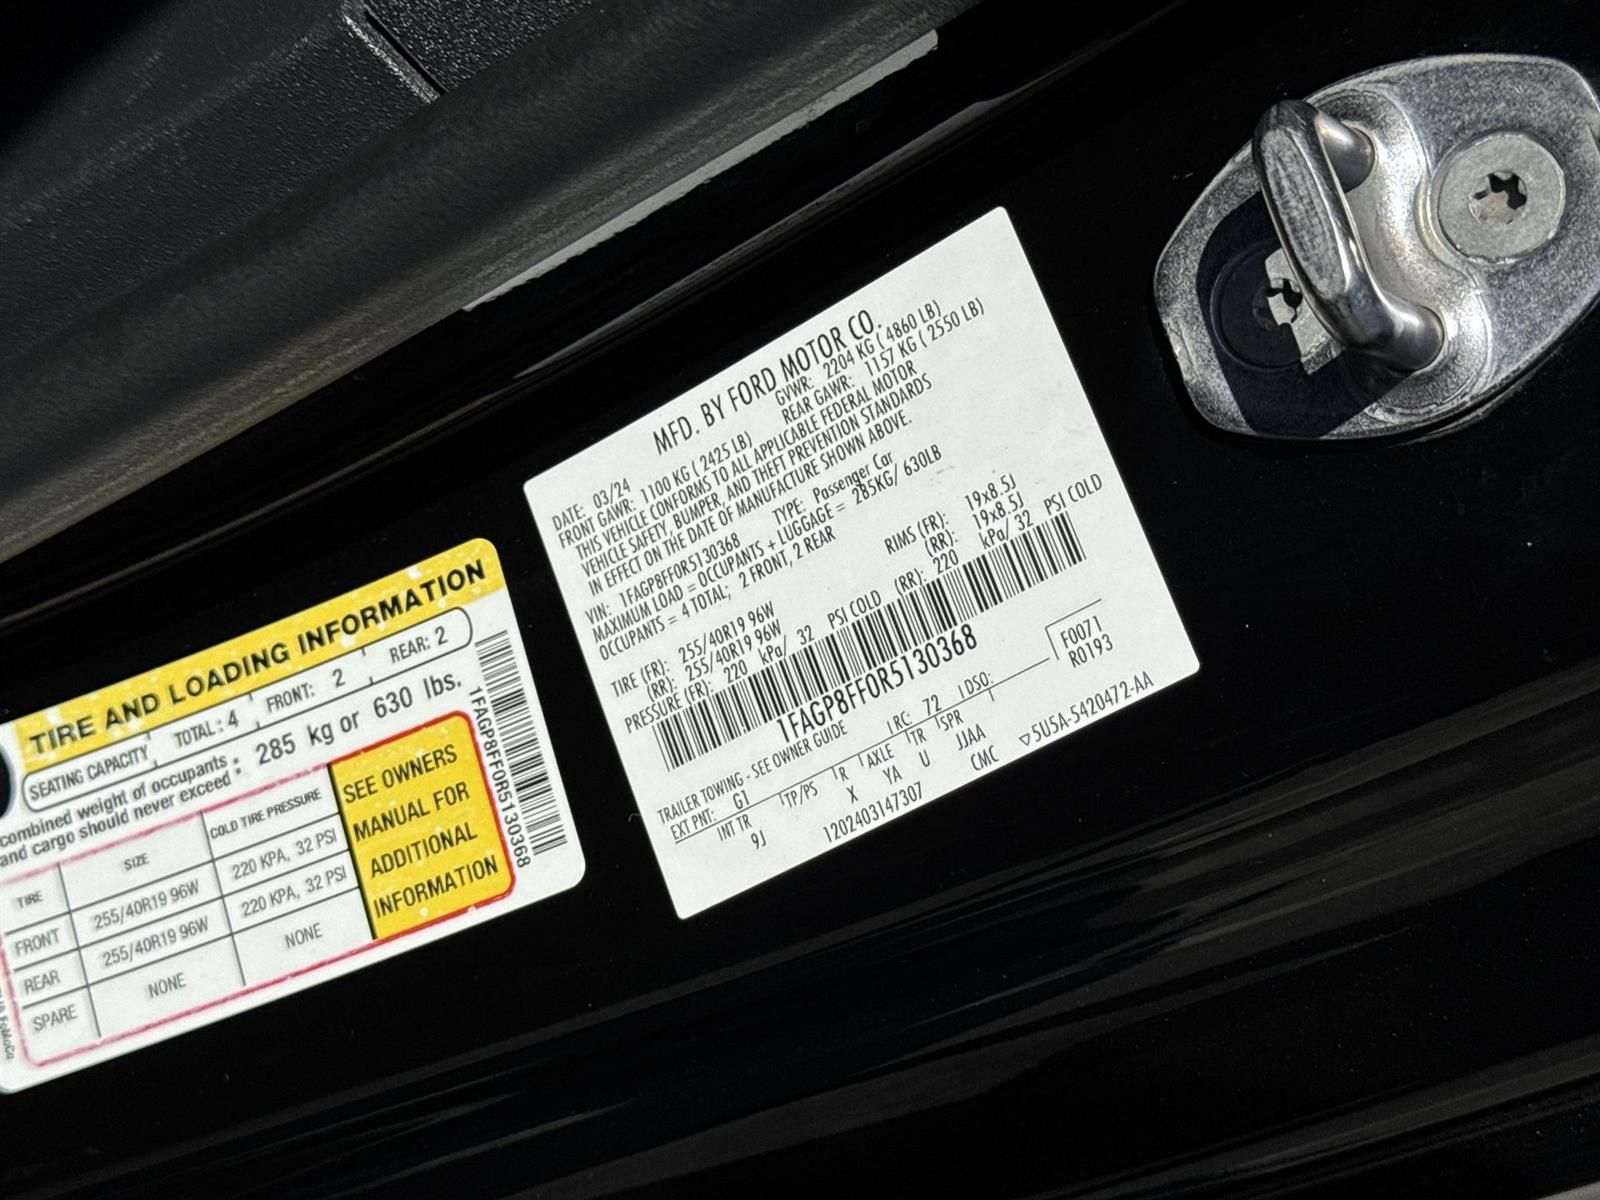 MFD. BY FORD MOTOR CO.
DATE: 03/24 GVWR: 2204 KG ( 4860 LB)
FRONT GAWR: 1100 KG ( 2425 LB) REAR GAWR: 1157 KG ( 2550 LB)
THIS VEHICLE CONFORMS TO ALL APPLICABLE FEDERAL MOTOR
VEHICLE SAFETY, BUMPER, AND THEFT PREVENTION STANDARDS
IN EFFECT ON THE DATE OF MANUFACTURE SHOWN ABOVE.
VIN: 1FAGP8FF0R5130368 TYPE: Passenger Car
MAXIMUM LOAD = OCCUPANTS + LUGGAGE = 285KG/ 630LB
OCCUPANTS = 4 TOTAL; 2 FRONT, 2 REAR
TIRE (FR): 255/40R19 96W RIMS (FR): 19x8.5J
(RR): 255/40R19 96W (RR): 19x8.5J
PRESSURE (FR): 220 kPa/ 32 PSI COLD (RR): 220 kPa/ 32 PSI COLD
1FAGP8FF0R5130368
TRAILER TOWING - SEE OWNER GUIDE RC: 72 DSO: F0071
EXT PNT: G1 R0193
INT TR TP/PS R AXLE TR SPR
9J X YA U JJAA
1202403147307 CMC ▽5U5A-5420472-AA
TIRE AND LOADING INFORMATION
SEATING CAPACITY TOTAL: 4 FRONT: 2 REAR: 2
combined weight of occupants
and cargo should never exceed : 285 kg or 630 lbs.
TIRE SIZE COLD TIRE PRESSURE
FRONT 255/40R19 96W 220 KPA, 32 PSI
REAR 255/40R19 96W 220 KPA, 32 PSI
SPARE NONE NONE
SEE OWNERS
MANUAL FOR
ADDITIONAL
INFORMATION
1FAGP8FF0R5130368
FoMoCo